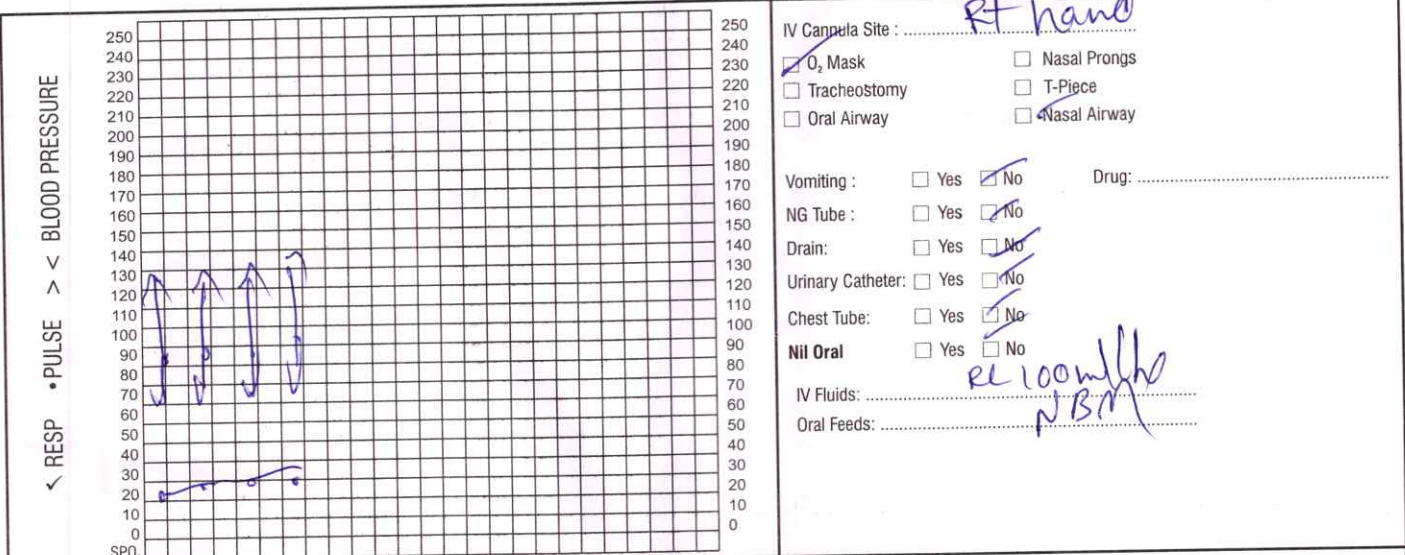 < RESP • PULSE > < BLOOD PRESSURE
250 250
240 240
230 230
220 220
210 210
200 200
190 190
180 180
170 170
160 160
150 150
140 140
130 130
120 120
110 110
100 100
90 90
80 80
70 70
60 60
50 50
40 40
30 30
20 20
10 10
0 0
SPO
IV Cannula Site : Rt hand
O₂ Mask Nasal Prongs
Tracheostomy T-Piece
Oral Airway Nasal Airway
Vomiting : Yes No Drug:
NG Tube : Yes No
Drain: Yes No
Urinary Catheter: Yes No
Chest Tube: Yes No
Nil Oral Yes No
IV Fluids: RL 100ml/hr
Oral Feeds: NBM